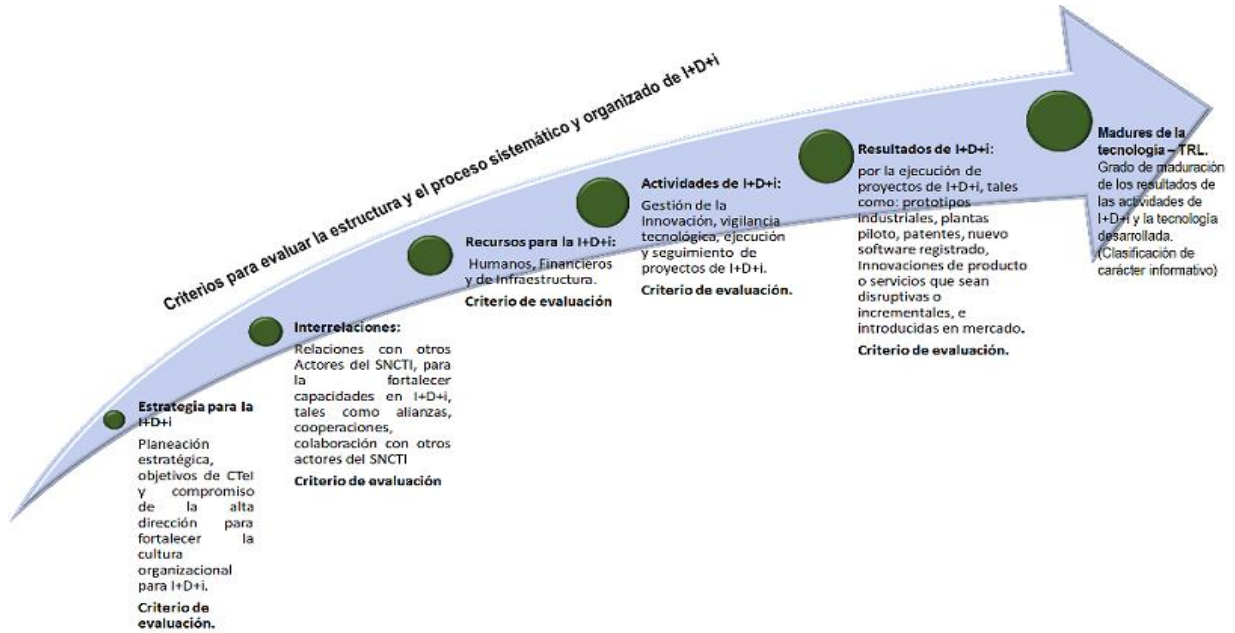 Criterios para evaluar la estructura y el proceso sistemático y organizado de I+D+i
Estrategia para la
I+D+i
Planeación
estratégica,
objetivos de CTeI
y compromiso
de la alta
dirección para
fortalecer la
cultura
organizacional
para I+D+i.
Criterio de
evaluación.
Interrelaciones:
Relaciones con otros
Actores del SNCTI, para
la fortalecer
capacidades en I+D+i,
tales como alianzas,
cooperaciones,
colaboración con otros
actores del SNCTI
Criterio de evaluación
Recursos para la I+D+i:
Humanos, Financieros
y de Infraestructura.
Criterio de evaluación
Actividades de I+D+i:
Gestión de la
Innovación, vigilancia
tecnológica, ejecución
y seguimiento de
proyectos de I+D+i.
Criterio de evaluación.
Resultados de I+D+i:
por la ejecución de
proyectos de I+D+i, tales
como: prototipos
industriales, plantas
piloto, patentes, nuevo
software registrado,
Innovaciones de producto
o servicios que sean
disruptivas o
incrementales, e
introducidas en mercado.
Criterio de evaluación.
Madures de la
tecnología – TRL.
Grado de maduración
de los resultados de
las actividades de
I+D+i y la tecnología
desarrollada.
(Clasificación de
carácter informativo)